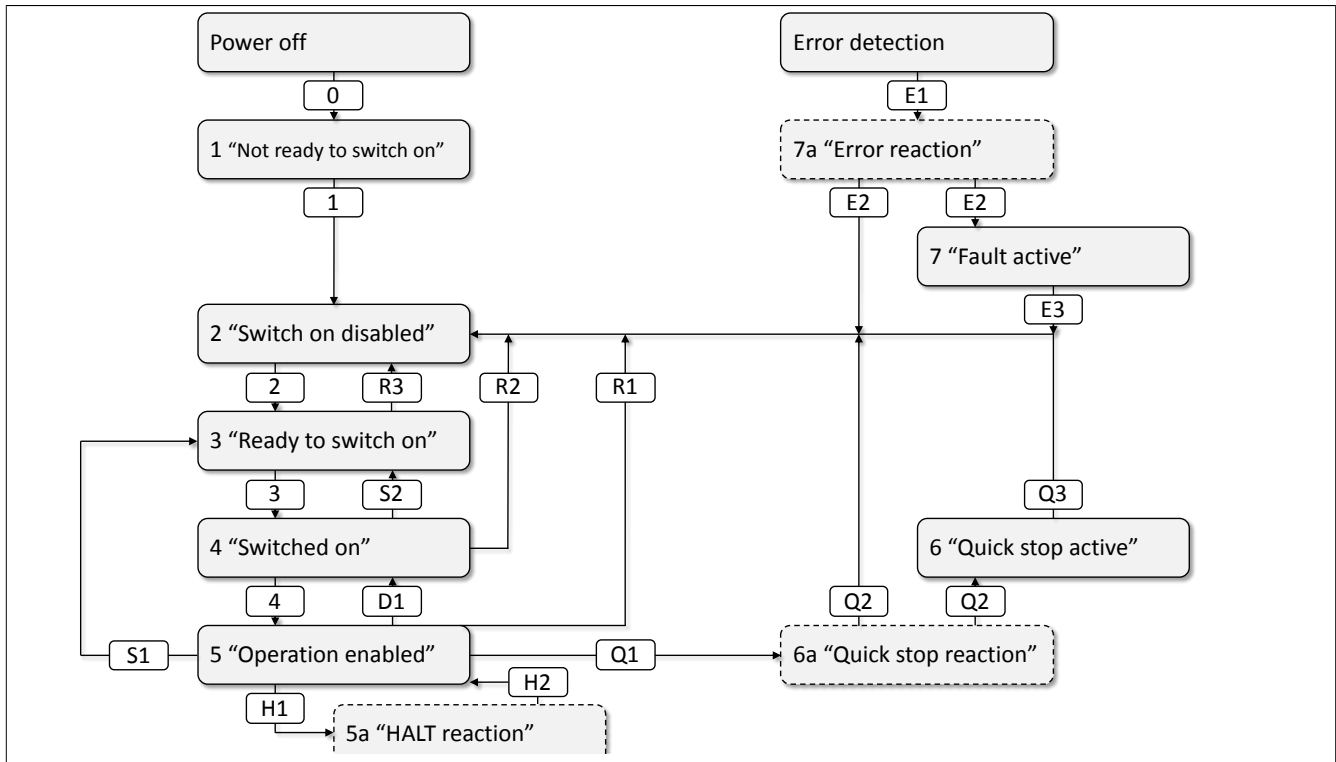 Power off
Error detection
0
E1
1 “Not ready to switch on”
7a “Error reaction”
1
E2
E2
7 “Fault active”
E3
2 “Switch on disabled”
2
R3
R2
R1
3 “Ready to switch on”
3
S2
Q3
4 “Switched on”
6 “Quick stop active”
4
D1
Q2
Q2
S1
5 “Operation enabled”
Q1
6a “Quick stop reaction”
H2
H1
5a “HALT reaction”